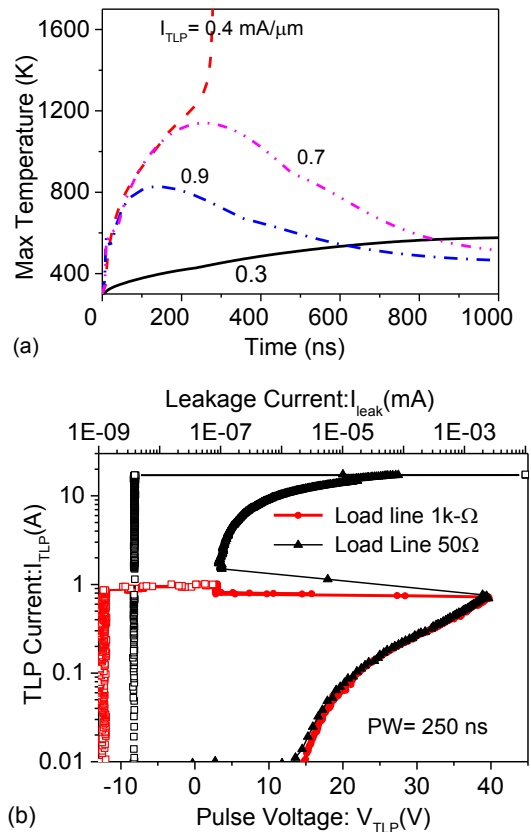 I_TLP= 0.4 mA/μm
1600
1200
800
400
Max Temperature (K)
0.7
0.9
0.3
0 200 400 600 800 1000
Time (ns)
(a)
Leakage Current:I_leak(mA)
1E-09 1E-07 1E-05 1E-03
10
1
0.1
0.01
TLP Current:I_TLP(A)
Load line 1k-Ω
Load Line 50Ω
PW= 250 ns
-10 0 10 20 30 40
Pulse Voltage: V_TLP(V)
(b)